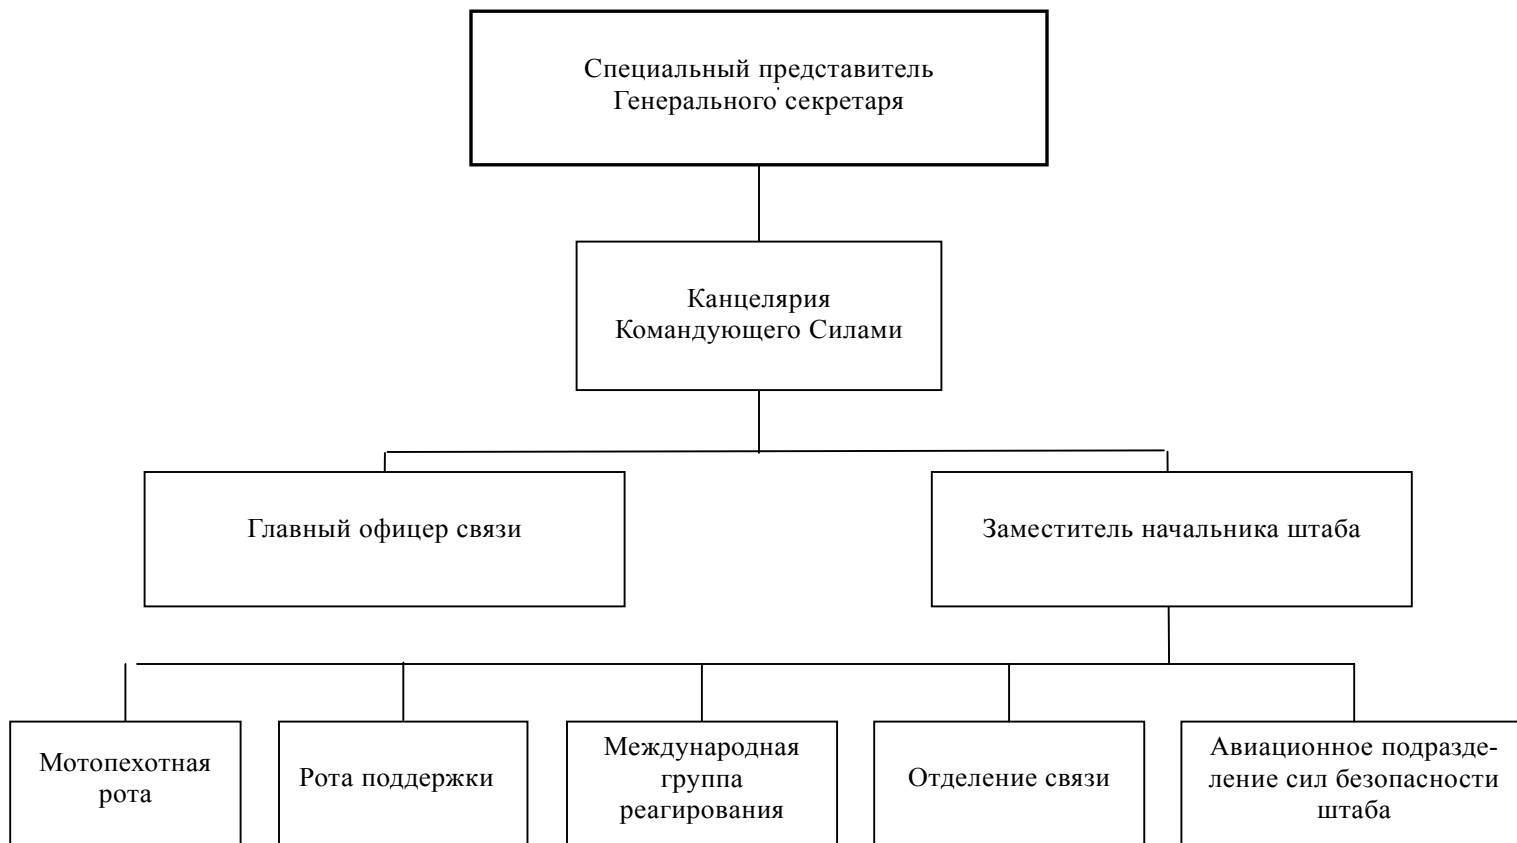 Специальный представитель
Генерального секретаря
Канцелярия
Командующего Силами
Главный офицер связи
Заместитель начальника штаба
Мотопехотная
рота
Рота поддержки
Международная
группа
реагирования
Отделение связи
Авиационное подразде-
ление сил безопасности
штаба